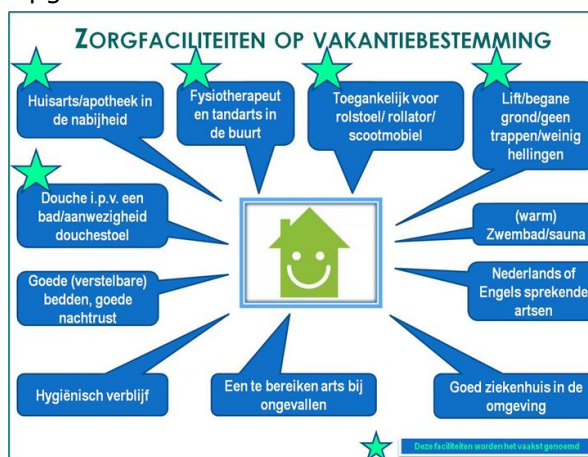 ZORGFACILITEITEN OP VAKANTIEBESTEMMING
Huisarts/apotheek in
de nabijheid
Fysiotherapeut
en tandarts in
de buurt
Toegankelijk voor
rolstoel/ rollator/
scootmobiel
Lift/begane
grond/geen
trappen/weinig
hellingen
Douche i.p.v. een
bad/aanwezigheid
douchestoel
(warm)
Zwembad/sauna
Goede (verstelbare)
bedden, goede
nachtrust
Nederlands of
Engels sprekende
artsen
Hygiënisch verblijf
Een te bereiken arts bij
ongevallen
Goed ziekenhuis in de
omgeving
Deze faciliteiten worden het vaakst genoemd